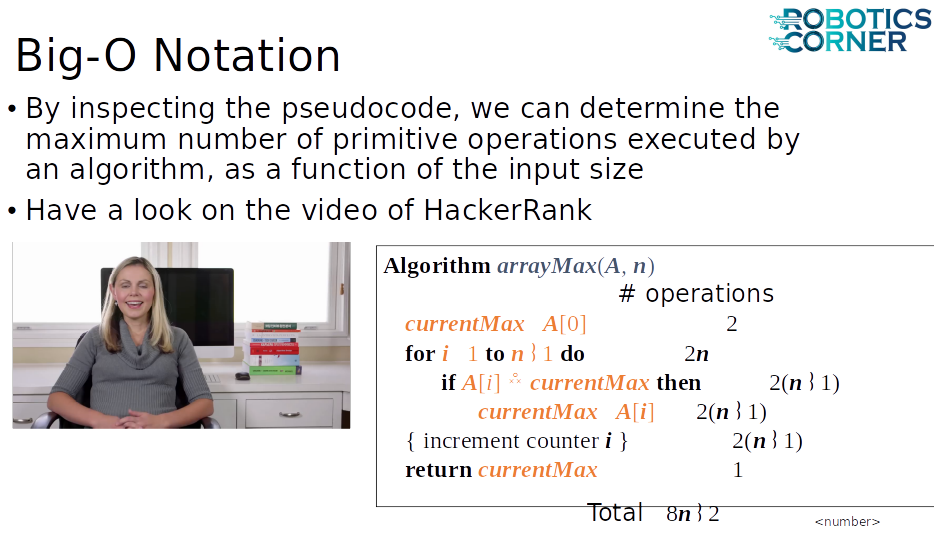 ROBOTICS
CORNER
Big-O Notation
• By inspecting the pseudocode, we can determine the
maximum number of primitive operations executed by
an algorithm, as a function of the input size
• Have a look on the video of HackerRank
Algorithm arrayMax(A, n)
# operations
currentMax A[0] 2
for i 1 to n ⌇ 1 do 2n
if A[i] currentMax then 2(n ⌇ 1)
currentMax A[i] 2(n ⌇ 1)
{ increment counter i } 2(n ⌇ 1)
return currentMax 1
Total 8n ⌇ 2
<number>